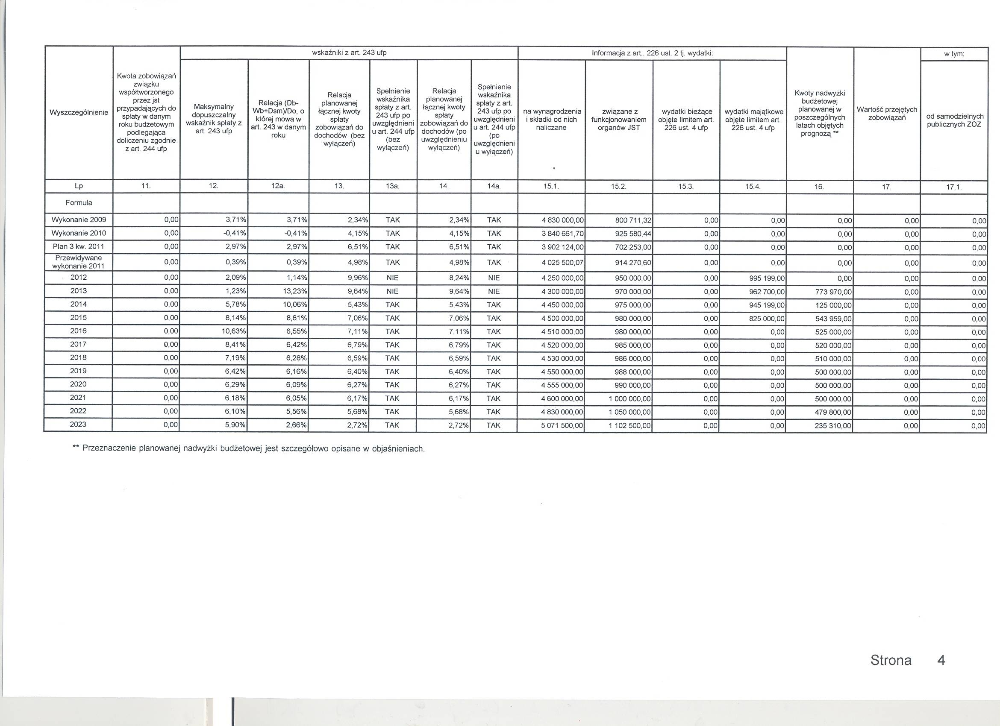 wskaźniki z art. 243 ufp
Informacja z art.. 226 ust. 2 tj. wydatki:
w tym:
Wyszczególnienie
Kwota zobowiązań
związku
współtworzonego
przez jst
przypadających do
spłaty w danym
roku budżetowym
podlegająca
doliczeniu zgodnie
z art. 244 ufp
Maksymalny
dopuszczalny
wskaźnik spłaty z
art. 243 ufp
Relacja (Db-
Wb+Dsm)/Do, o
której mowa w
art. 243 w danym
roku
Relacja
planowanej
łącznej kwoty
spłaty
zobowiązań do
dochodów (bez
wyłączeń)
Spełnienie
wskaźnika
spłaty z art.
243 ufp po
uwzględnieni
u art. 244 ufp
(bez
wyłączeń)
Relacja
planowanej
łącznej kwoty
spłaty
zobowiązań do
dochodów (po
uwzględnieniu
wyłączeń)
Spełnienie
wskaźnika
spłaty z art.
243 ufp po
uwzględnieni
u art. 244 ufp
(po
uwzględnieni
u wyłączeń)
na wynagrodzenia
i składki od nich
naliczane
związane z
funkcjonowaniem
organów JST
wydatki bieżące
objęte limitem art.
226 ust. 4 ufp
wydatki majątkowe
objęte limitem art.
226 ust. 4 ufp
Kwoty nadwyżki
budżetowej
planowanej w
poszczególnych
latach objętych
prognozą **
Wartość przejętych
zobowiązań
od samodzielnych
publicznych ZOZ
Lp 11. 12. 12a. 13. 13a. 14. 14a. 15.1. 15.2. 15.3. 15.4. 16. 17. 17.1.
Formuła
Wykonanie 2009 0,00 3,71% 3,71% 2,34% TAK 2,34% TAK 4 830 000,00 800 711,32 0,00 0,00 0,00 0,00 0,00
Wykonanie 2010 0,00 -0,41% -0,41% 4,15% TAK 4,15% TAK 3 840 661,70 925 580,44 0,00 0,00 0,00 0,00 0,00
Plan 3 kw. 2011 0,00 2,97% 2,97% 6,51% TAK 6,51% TAK 3 902 124,00 702 253,00 0,00 0,00 0,00 0,00 0,00
Przewidywane
wykonanie 2011 0,00 0,39% 0,39% 4,98% TAK 4,98% TAK 4 025 500,07 914 270,60 0,00 0,00 0,00 0,00 0,00
2012 0,00 2,09% 1,14% 9,96% NIE 8,24% NIE 4 250 000,00 950 000,00 0,00 995 199,00 0,00 0,00 0,00
2013 0,00 1,23% 13,23% 9,64% NIE 9,64% NIE 4 300 000,00 970 000,00 0,00 962 700,00 773 970,00 0,00 0,00
2014 0,00 5,78% 10,06% 5,43% TAK 5,43% TAK 4 450 000,00 975 000,00 0,00 945 199,00 125 000,00 0,00 0,00
2015 0,00 8,14% 8,61% 7,06% TAK 7,06% TAK 4 500 000,00 980 000,00 0,00 825 000,00 543 959,00 0,00 0,00
2016 0,00 10,63% 6,55% 7,11% TAK 7,11% TAK 4 510 000,00 980 000,00 0,00 0,00 525 000,00 0,00 0,00
2017 0,00 8,41% 6,42% 6,79% TAK 6,79% TAK 4 520 000,00 985 000,00 0,00 0,00 520 000,00 0,00 0,00
2018 0,00 7,19% 6,28% 6,59% TAK 6,59% TAK 4 530 000,00 986 000,00 0,00 0,00 510 000,00 0,00 0,00
2019 0,00 6,42% 6,16% 6,40% TAK 6,40% TAK 4 550 000,00 988 000,00 0,00 0,00 500 000,00 0,00 0,00
2020 0,00 6,29% 6,09% 6,27% TAK 6,27% TAK 4 555 000,00 990 000,00 0,00 0,00 500 000,00 0,00 0,00
2021 0,00 6,18% 6,05% 6,17% TAK 6,17% TAK 4 600 000,00 1 000 000,00 0,00 0,00 500 000,00 0,00 0,00
2022 0,00 6,10% 5,56% 5,68% TAK 5,68% TAK 4 830 000,00 1 050 000,00 0,00 0,00 479 800,00 0,00 0,00
2023 0,00 5,90% 2,66% 2,72% TAK 2,72% TAK 5 071 500,00 1 102 500,00 0,00 0,00 235 310,00 0,00 0,00
** Przeznaczenie planowanej nadwyżki budżetowej jest szczegółowo opisane w objaśnieniach.
Strona 4